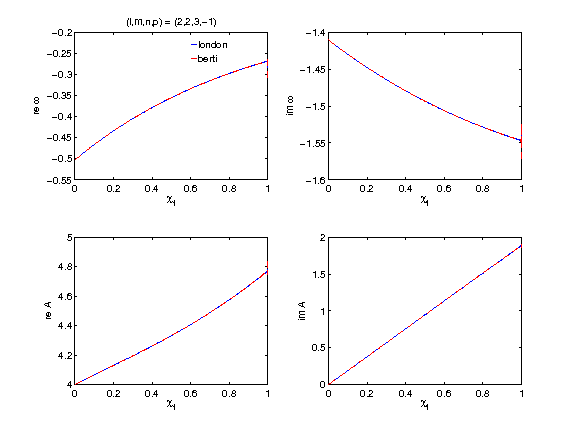 (l,m,n,p) = (2,2,3,−1)
−0.2
−0.25
−0.3
−0.35
−0.4
−0.45
−0.5
−0.55
re ω
0 0.2 0.4 0.6 0.8 1
χf
london
berti
−1.4
−1.45
−1.5
−1.55
−1.6
im ω
0 0.2 0.4 0.6 0.8 1
χf
5
4.8
4.6
4.4
4.2
4
re A
0 0.2 0.4 0.6 0.8 1
χf
2
1.5
1
0.5
0
im A
0 0.2 0.4 0.6 0.8 1
χf